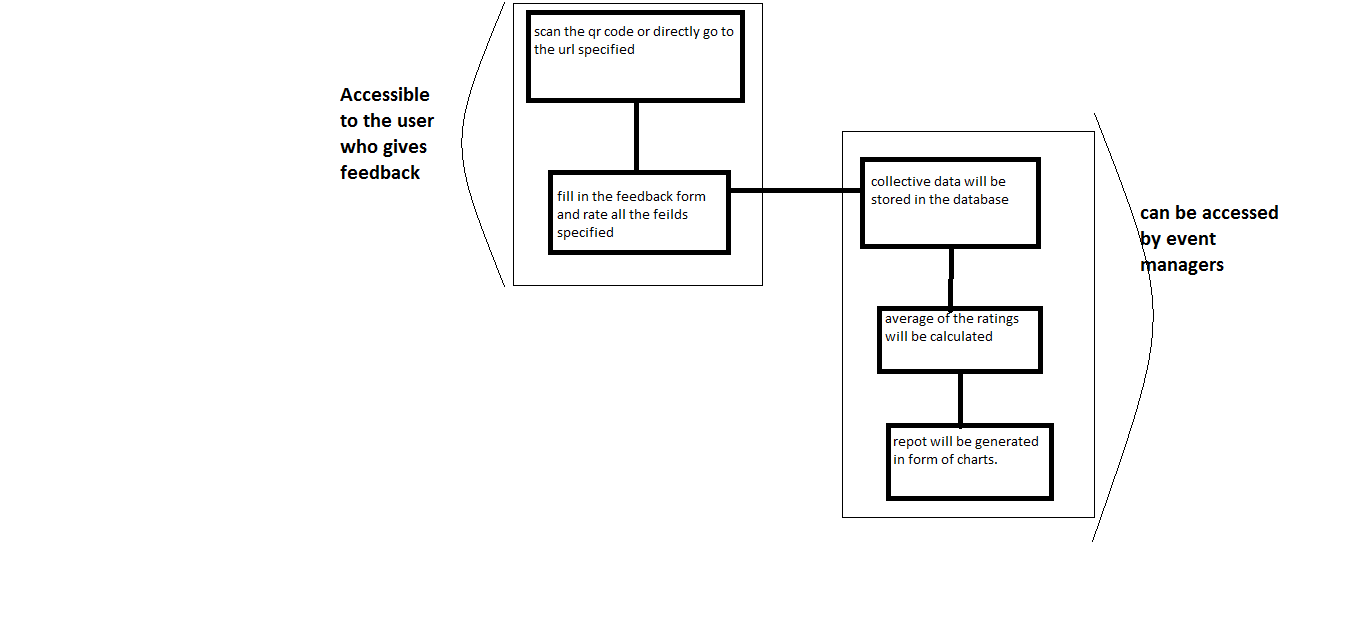 scan the qr code or directly go to
the url specified
Accessible
to the user
who gives
feedback
fill in the feedback form
and rate all the feilds
specified
collective data will be
stored in the database
can be accessed
by event
managers
average of the ratings
will be calculated
repot will be generated
in form of charts.